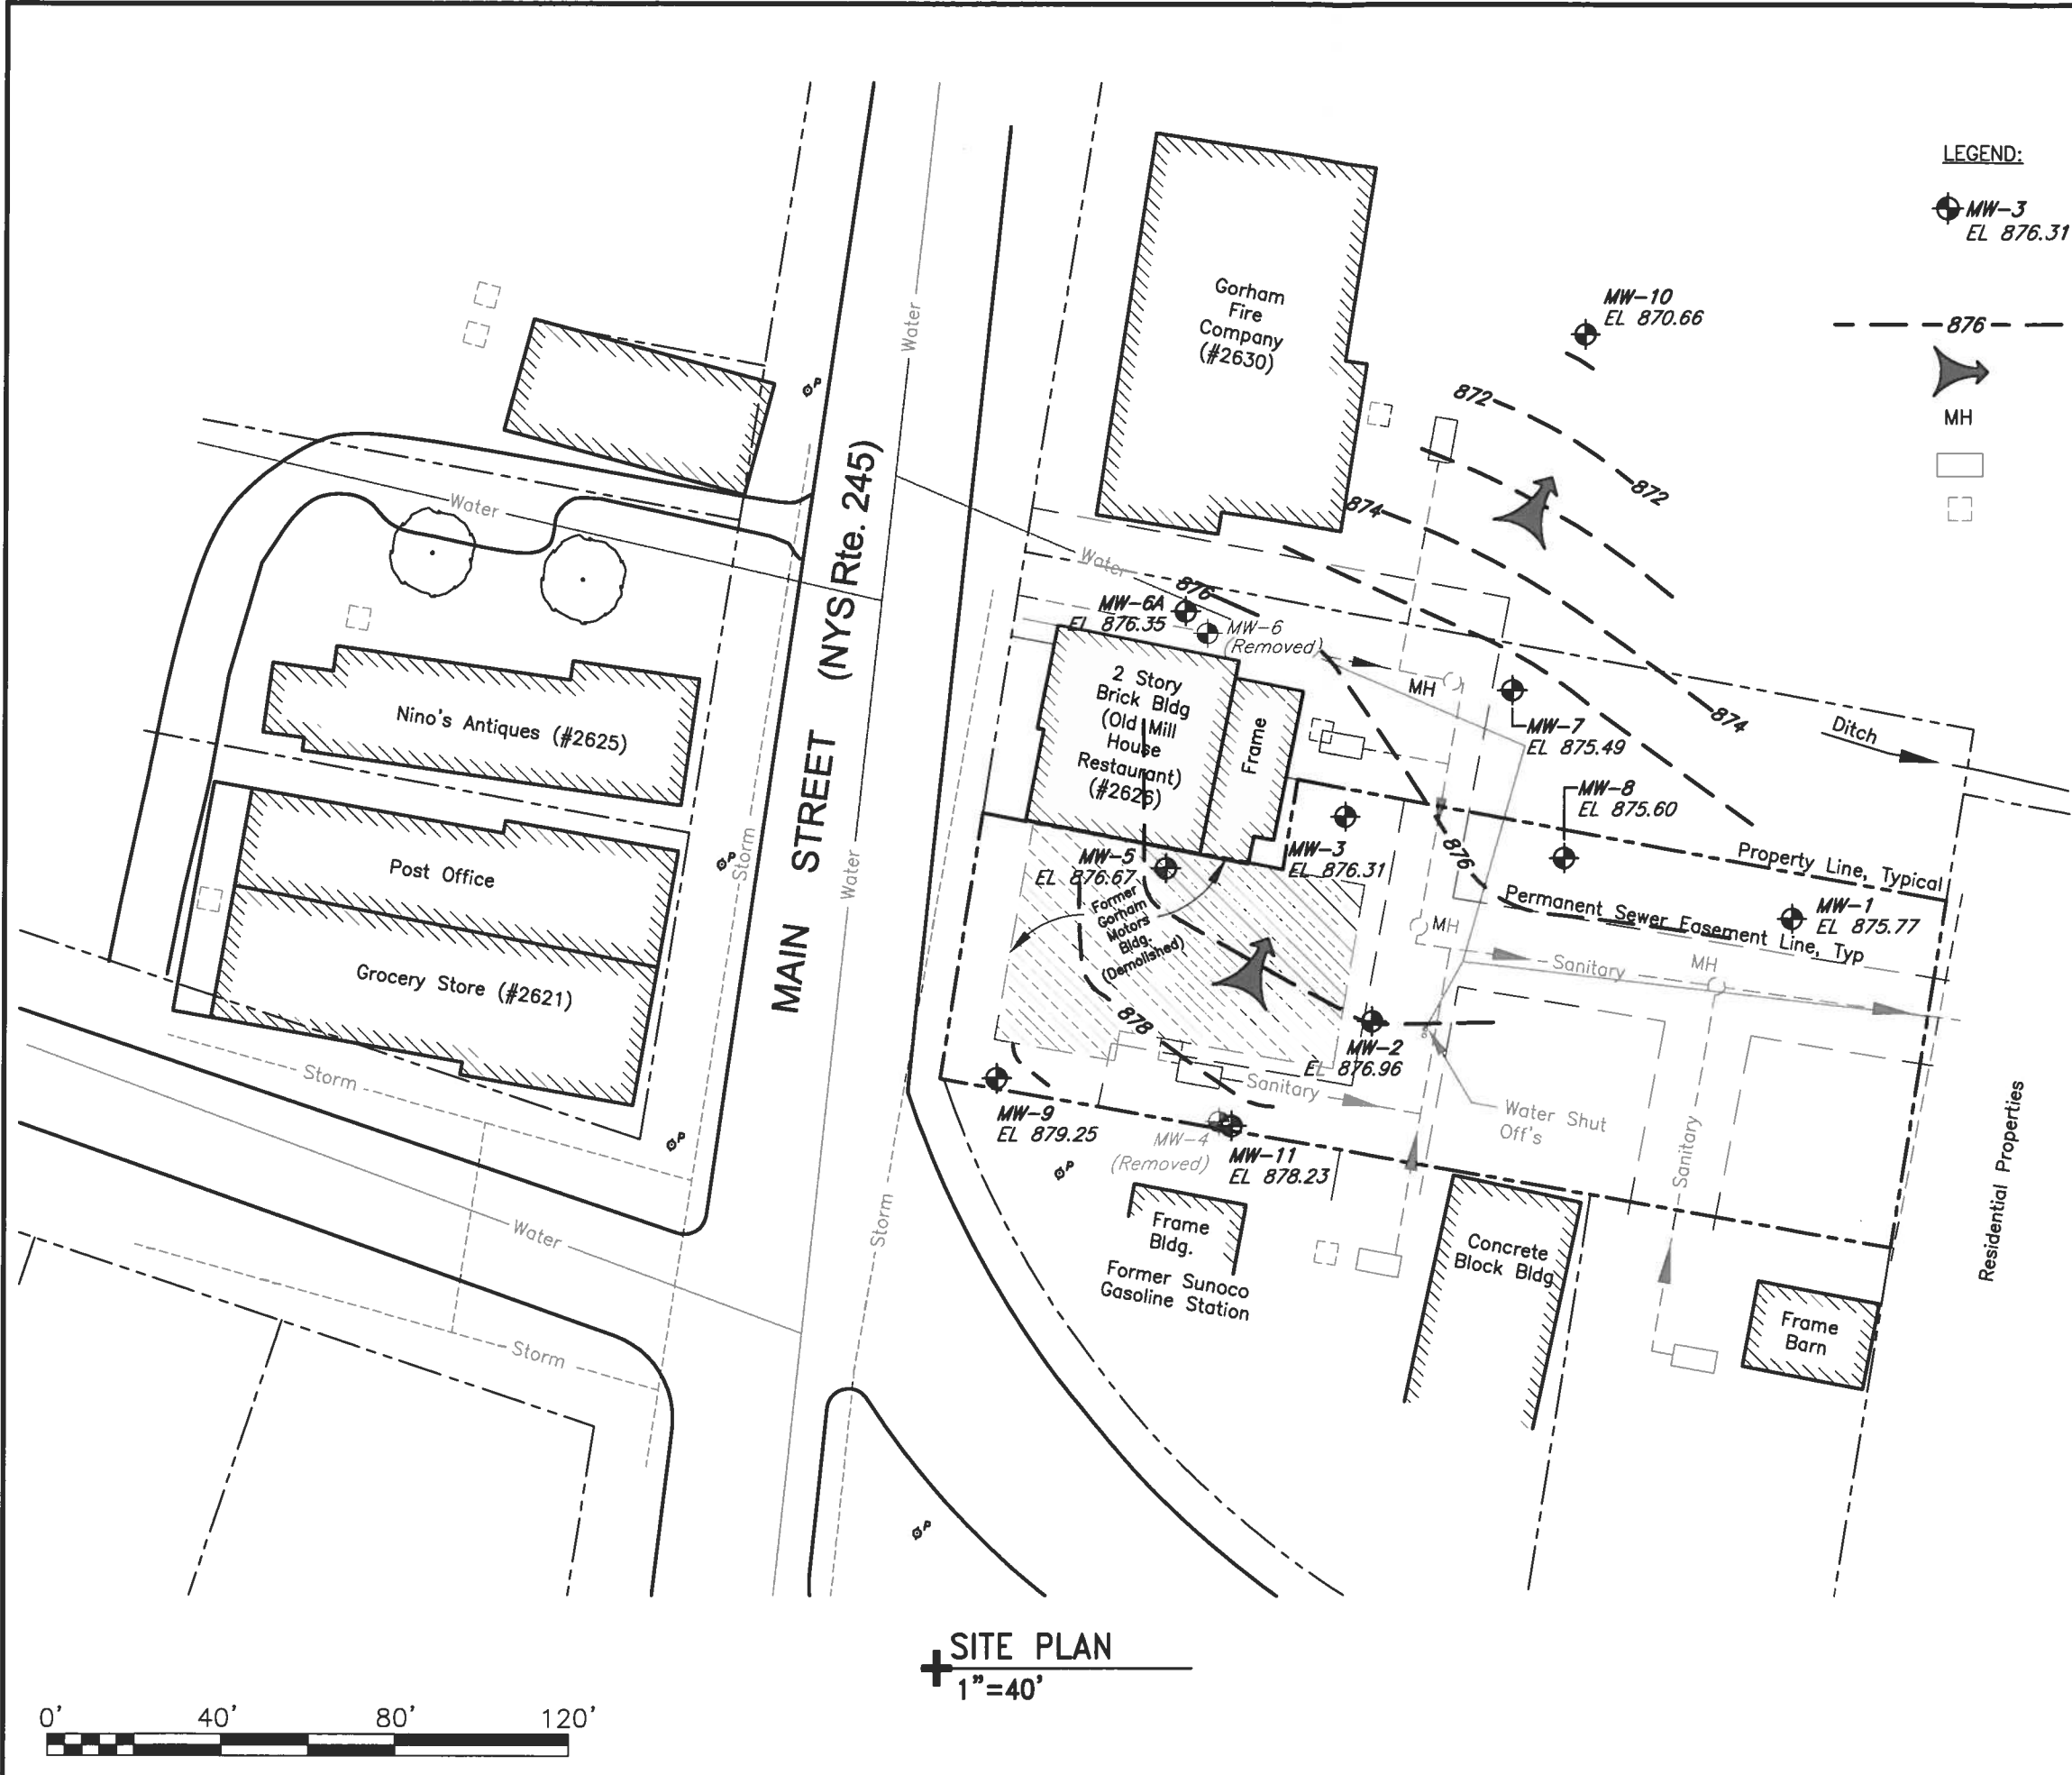 LEGEND:
MW-3
EL 876.31
876
MH
MW-10
EL 870.66
Gorham
Fire
Company
(#2630)
872
872
874
874
Water
Water
Water
876
MW-6A
EL 876.35
MW-6
(Removed)
MH
MW-7
EL 875.49
Ditch
MW-8
EL 875.60
2 Story
Brick Bldg
(Old Mill
House
Restaurant)
(#2626)
Frame
MW-3
EL 876.31
876
Property Line, Typical
Permanent Sewer Easement Line, Typ
MW-1
EL 875.77
MW-5
EL 876.67
Former
Gorham
Motors
Bldg.
(Demolished)
MH
Sanitary
MH
878
MW-2
EL 876.96
Sanitary
MW-9
EL 879.25
MW-4
(Removed)
MW-11
EL 878.23
Water Shut
Off's
Sanitary
Residential Properties
Frame
Bldg.
Former Sunoco
Gasoline Station
Concrete
Block Bldg
Frame
Barn
MAIN STREET (NYS Rte. 245)
Nino's Antiques (#2625)
Post Office
Grocery Store (#2621)
P
P
P
P
P
Storm
Water
Storm
Storm
Water
Storm
SITE PLAN
1"=40'
0' 40' 80' 120'